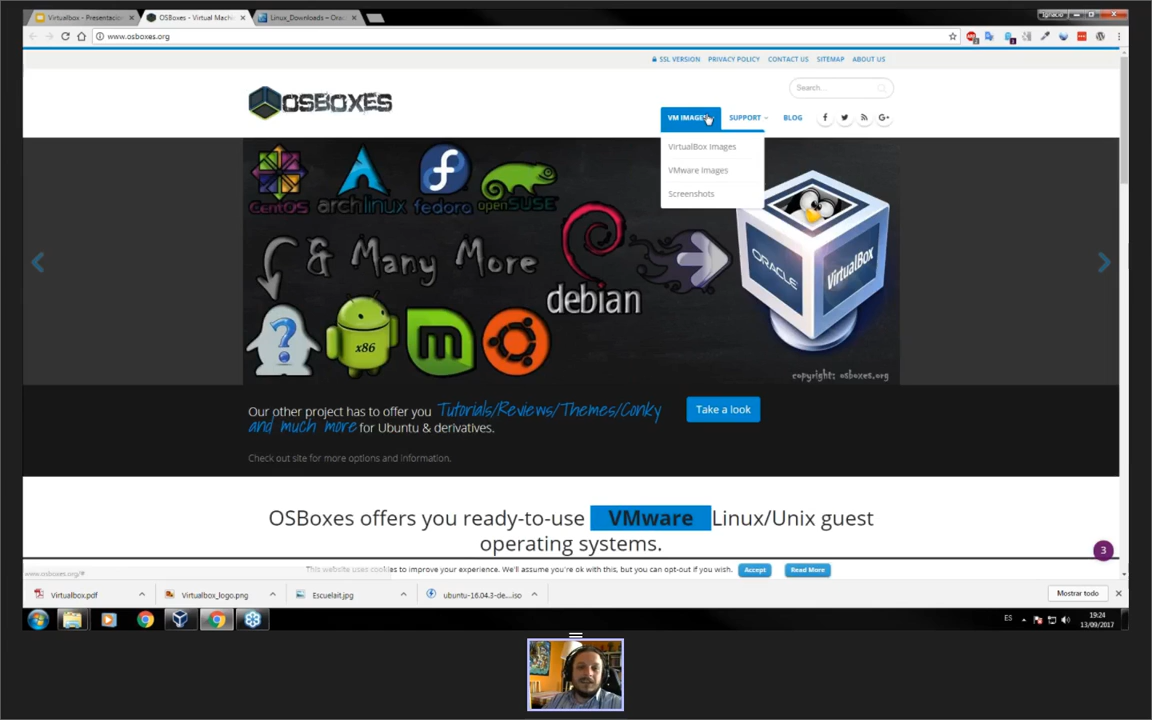 Virtualbox - Presentacion
OSBoxes - Virtual Machi
Linux_Downloads – Orac
Ignacio
www.osboxes.org
SSL VERSION PRIVACY POLICY CONTACT US SITEMAP ABOUT US
OSBOXES
Search...
VM IMAGES SUPPORT BLOG
VirtualBox Images
VMware Images
Screenshots
CentOS archlinux fedora openSUSE
& Many More
debian
x86
ORACLE
VirtualBox
copyright: osboxes.org
Our other project has to offer you Tutorials/Reviews/Themes/Conky
and much more for Ubuntu & derivatives.
Take a look
Check out site for more options and information.
OSBoxes offers you ready-to-use VMware Linux/Unix guest
operating systems.
3
www.osboxes.org/#
This website uses cookies to improve your experience. We'll assume you're ok with this, but you can opt-out if you wish. Accept Read More
Virtualbox.pdf
Virtualbox_logo.png
Escuelait.jpg
ubuntu-16.04.3-de....iso
Mostrar todo
ES
19:24
13/09/2017